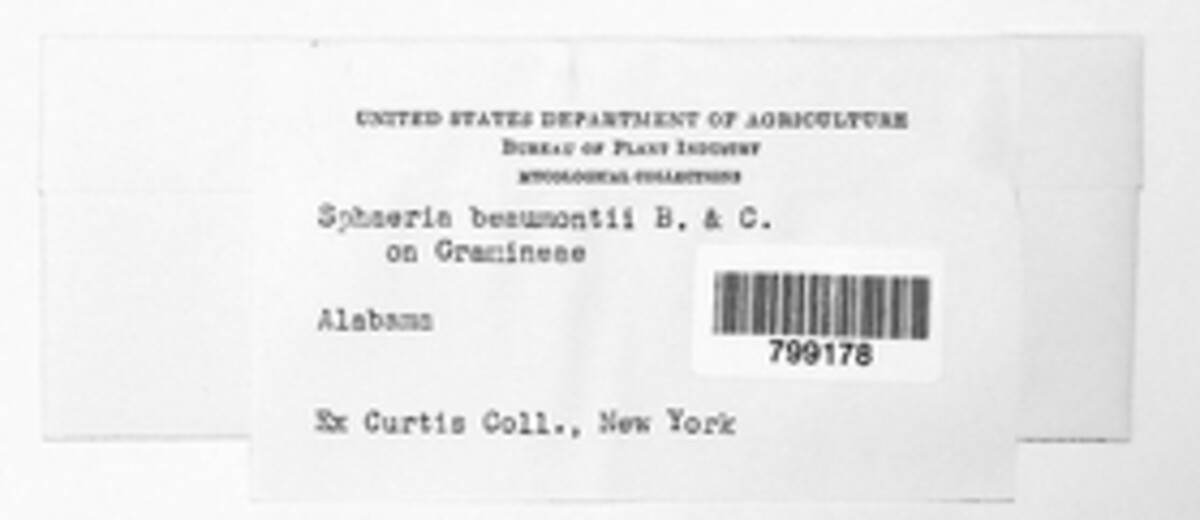 UNITED STATES DEPARTMENT OF AGRICULTURE
BUREAU OF PLANT INDUSTRY
MYCOLOGICAL COLLECTIONS
Sphaeria beaumontii B. & C.
on Gramineae
Alabama
799178
Ex Curtis Coll., New York